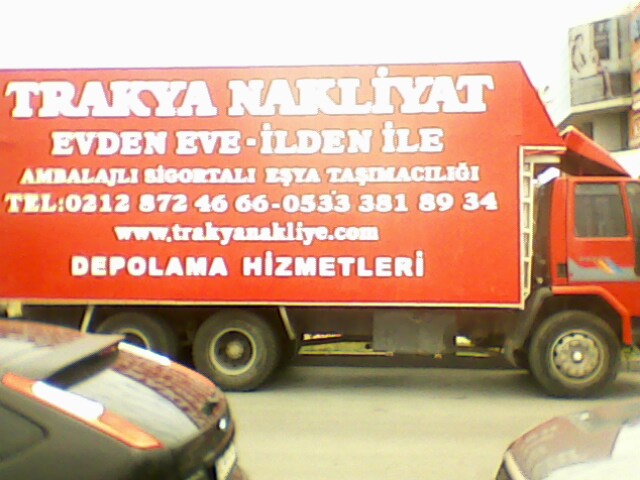 TRAKYA NAKLİYAT
EVDEN EVE - İLDEN İLE
AMBALAJLI SİGORTALI EŞYA TAŞIMACILIĞI
TEL:0212 872 46 66-0533 381 89 34
www.trakyanakliye.com
DEPOLAMA HİZMETLERİ